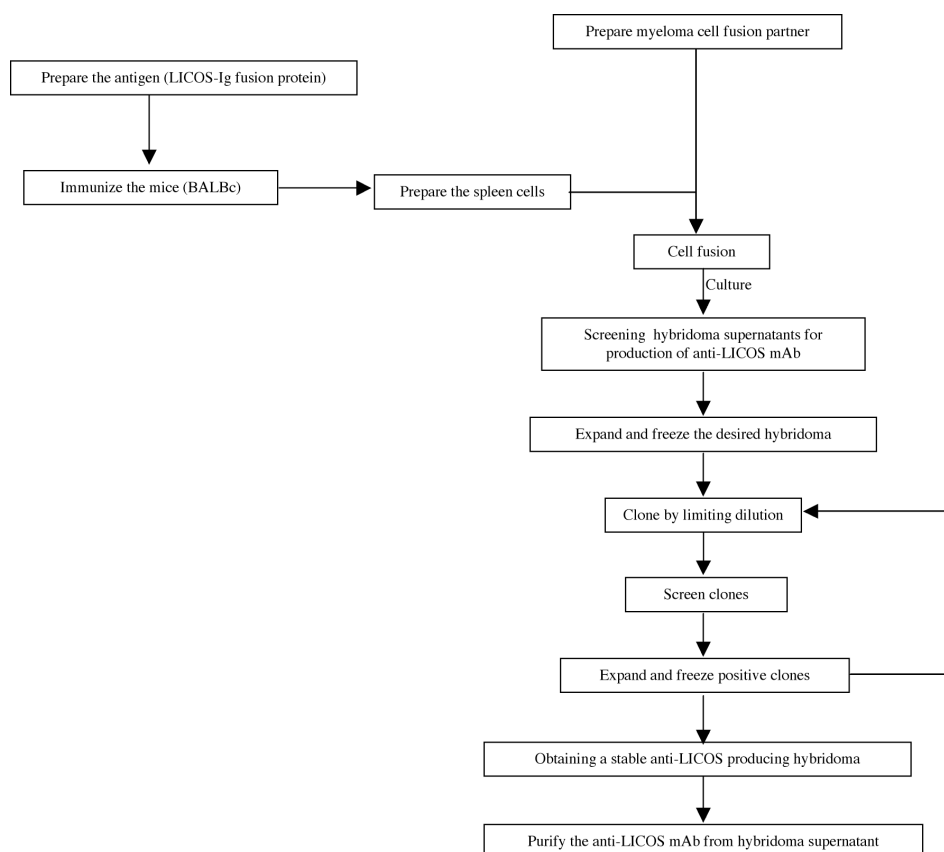 Prepare myeloma cell fusion partner
Prepare the antigen (LICOS-Ig fusion protein)
Immunize the mice (BALBc)
Prepare the spleen cells
Cell fusion
Culture
Screening hybridoma supernatants for
production of anti-LICOS mAb
Expand and freeze the desired hybridoma
Clone by limiting dilution
Screen clones
Expand and freeze positive clones
Obtaining a stable anti-LICOS producing hybridoma
Purify the anti-LICOS mAb from hybridoma supernatant